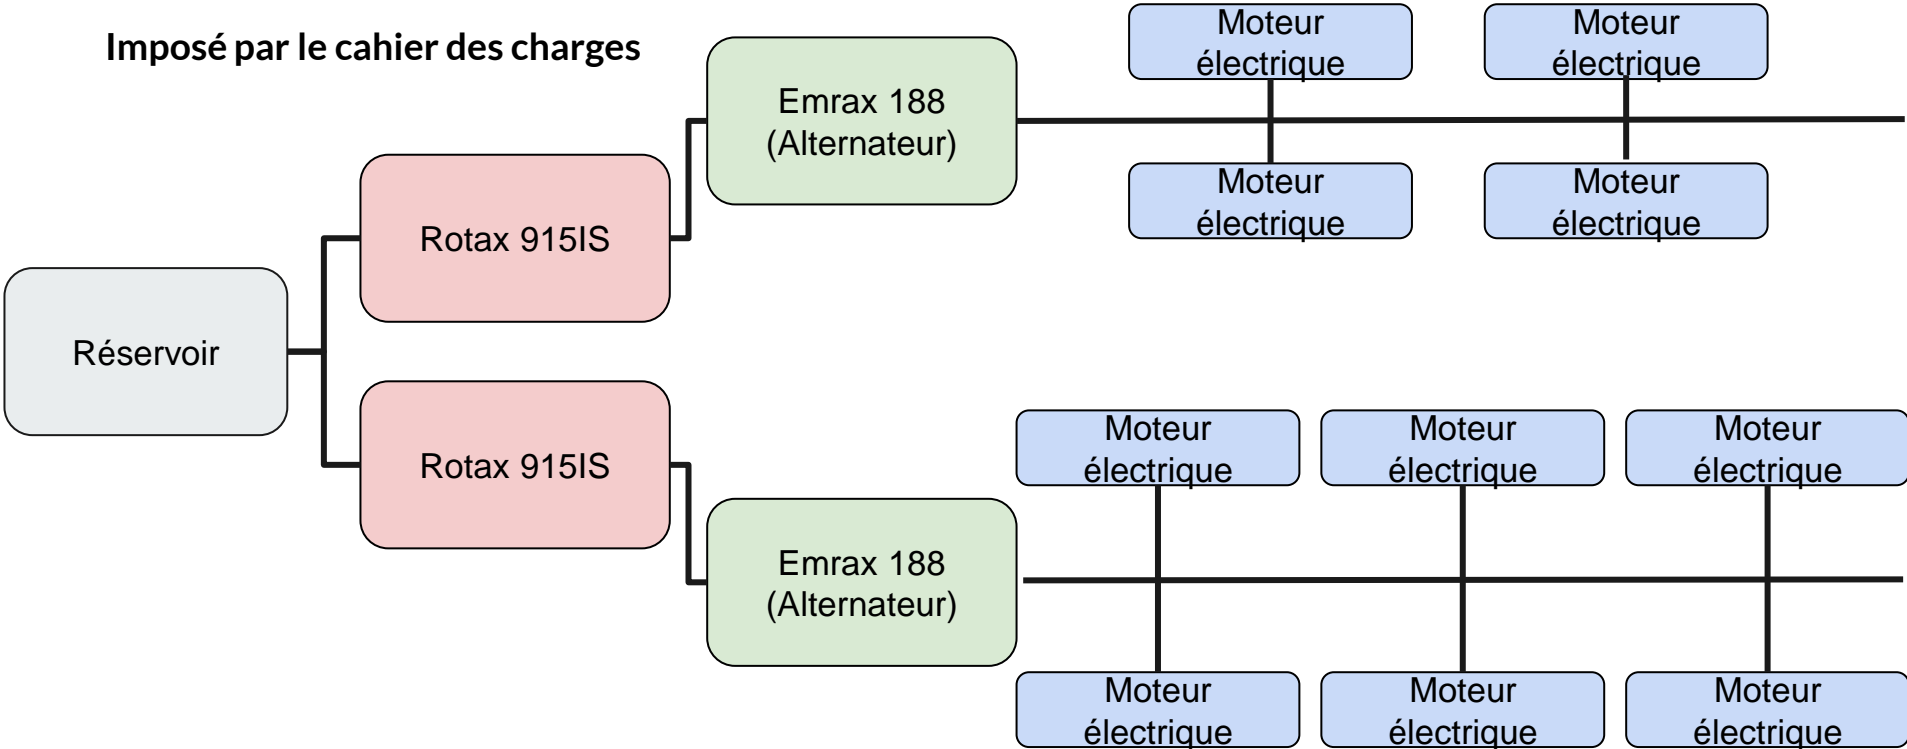 Imposé par le cahier des charges
Moteur
électrique
Moteur
électrique
Emrax 188
(Alternateur)
Moteur
électrique
Moteur
électrique
Rotax 915IS
Réservoir
Rotax 915IS
Moteur
électrique
Moteur
électrique
Moteur
électrique
Emrax 188
(Alternateur)
Moteur
électrique
Moteur
électrique
Moteur
électrique